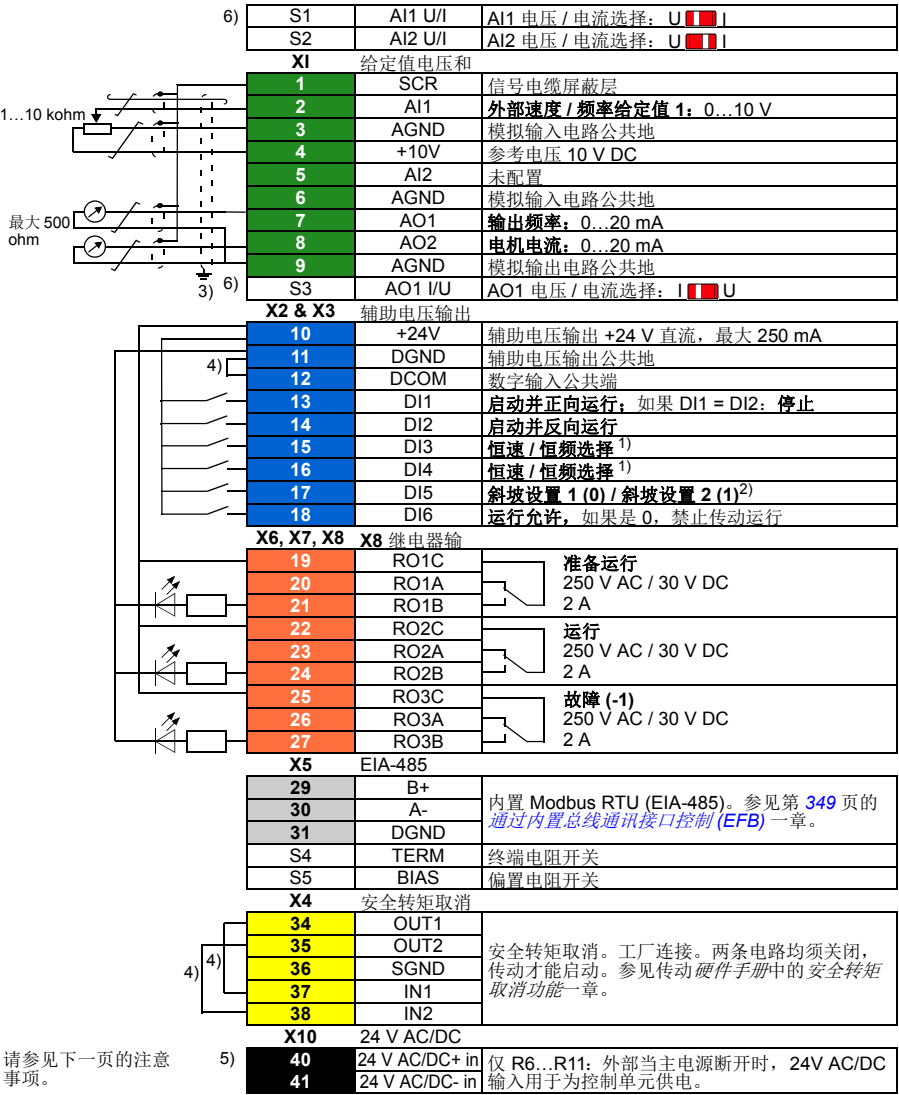 6) S1 AI1 U/I AI1 电压 / 电流选择： U I
S2 AI2 U/I AI2 电压 / 电流选择： U I
XI 给定值电压和
1 SCR 信号电缆屏蔽层
1…10 kohm 2 AI1 外部速度 / 频率给定值 1：0…10 V
3 AGND 模拟输入电路公共地
4 +10V 参考电压 10 V DC
5 AI2 未配置
6 AGND 模拟输入电路公共地
最大 500 ohm 7 AO1 输出频率：0…20 mA
8 AO2 电机电流：0…20 mA
9 AGND 模拟输出电路公共地
3) 6) S3 AO1 I/U AO1 电压 / 电流选择： I U
X2 & X3 辅助电压输出
10 +24V 辅助电压输出 +24 V 直流，最大 250 mA
11 DGND 辅助电压输出公共地
4) 12 DCOM 数字输入公共端
13 DI1 启动并正向运行；如果 DI1 = DI2：停止
14 DI2 启动并反向运行
15 DI3 恒速 / 恒频选择 1)
16 DI4 恒速 / 恒频选择 1)
17 DI5 斜坡设置 1 (0) / 斜坡设置 2 (1)2)
18 DI6 运行允许，如果是 0，禁止传动运行
X6, X7, X8 X8 继电器输
19 RO1C 准备运行
20 RO1A 250 V AC / 30 V DC
21 RO1B 2 A
22 RO2C 运行
23 RO2A 250 V AC / 30 V DC
24 RO2B 2 A
25 RO3C 故障 (-1)
26 RO3A 250 V AC / 30 V DC
27 RO3B 2 A
X5 EIA-485
29 B+
30 A-
31 DGND
内置 Modbus RTU (EIA-485)。参见第 349 页的
通过内置总线通讯接口控制 (EFB) 一章。
S4 TERM 终端电阻开关
S5 BIAS 偏置电阻开关
X4 安全转矩取消
34 OUT1
35 OUT2
4) 4) 36 SGND
37 IN1
38 IN2
安全转矩取消。工厂连接。两条电路均须关闭，
传动才能启动。参见传动硬件手册中的安全转矩
取消功能一章。
X10 24 V AC/DC
5) 40 24 V AC/DC+ in 仅 R6…R11：外部当主电源断开时，24V AC/DC
41 24 V AC/DC- in 输入用于为控制单元供电。
请参见下一页的注意
事项。